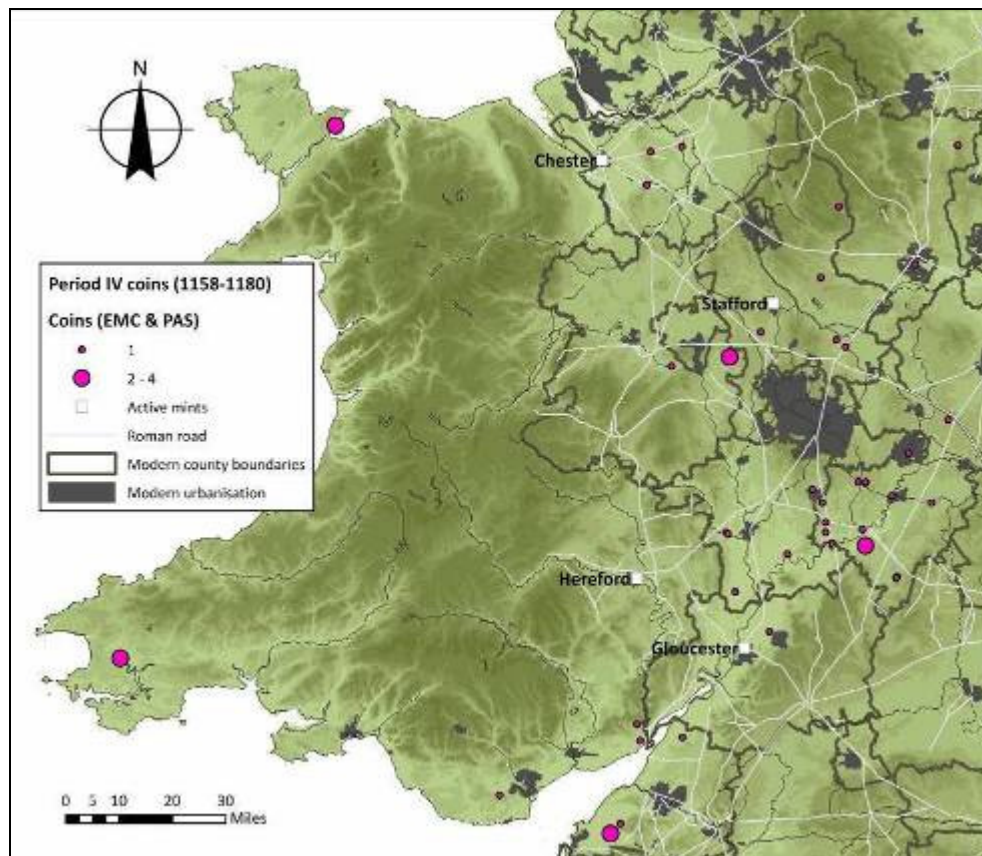 N
Chester
Period IV coins (1158-1180)
Coins (EMC & PAS)
1
2 - 4
Active mints
Roman road
Modern county boundaries
Modern urbanisation
Stafford
Hereford
Gloucester
0 5 10 20 30
Miles